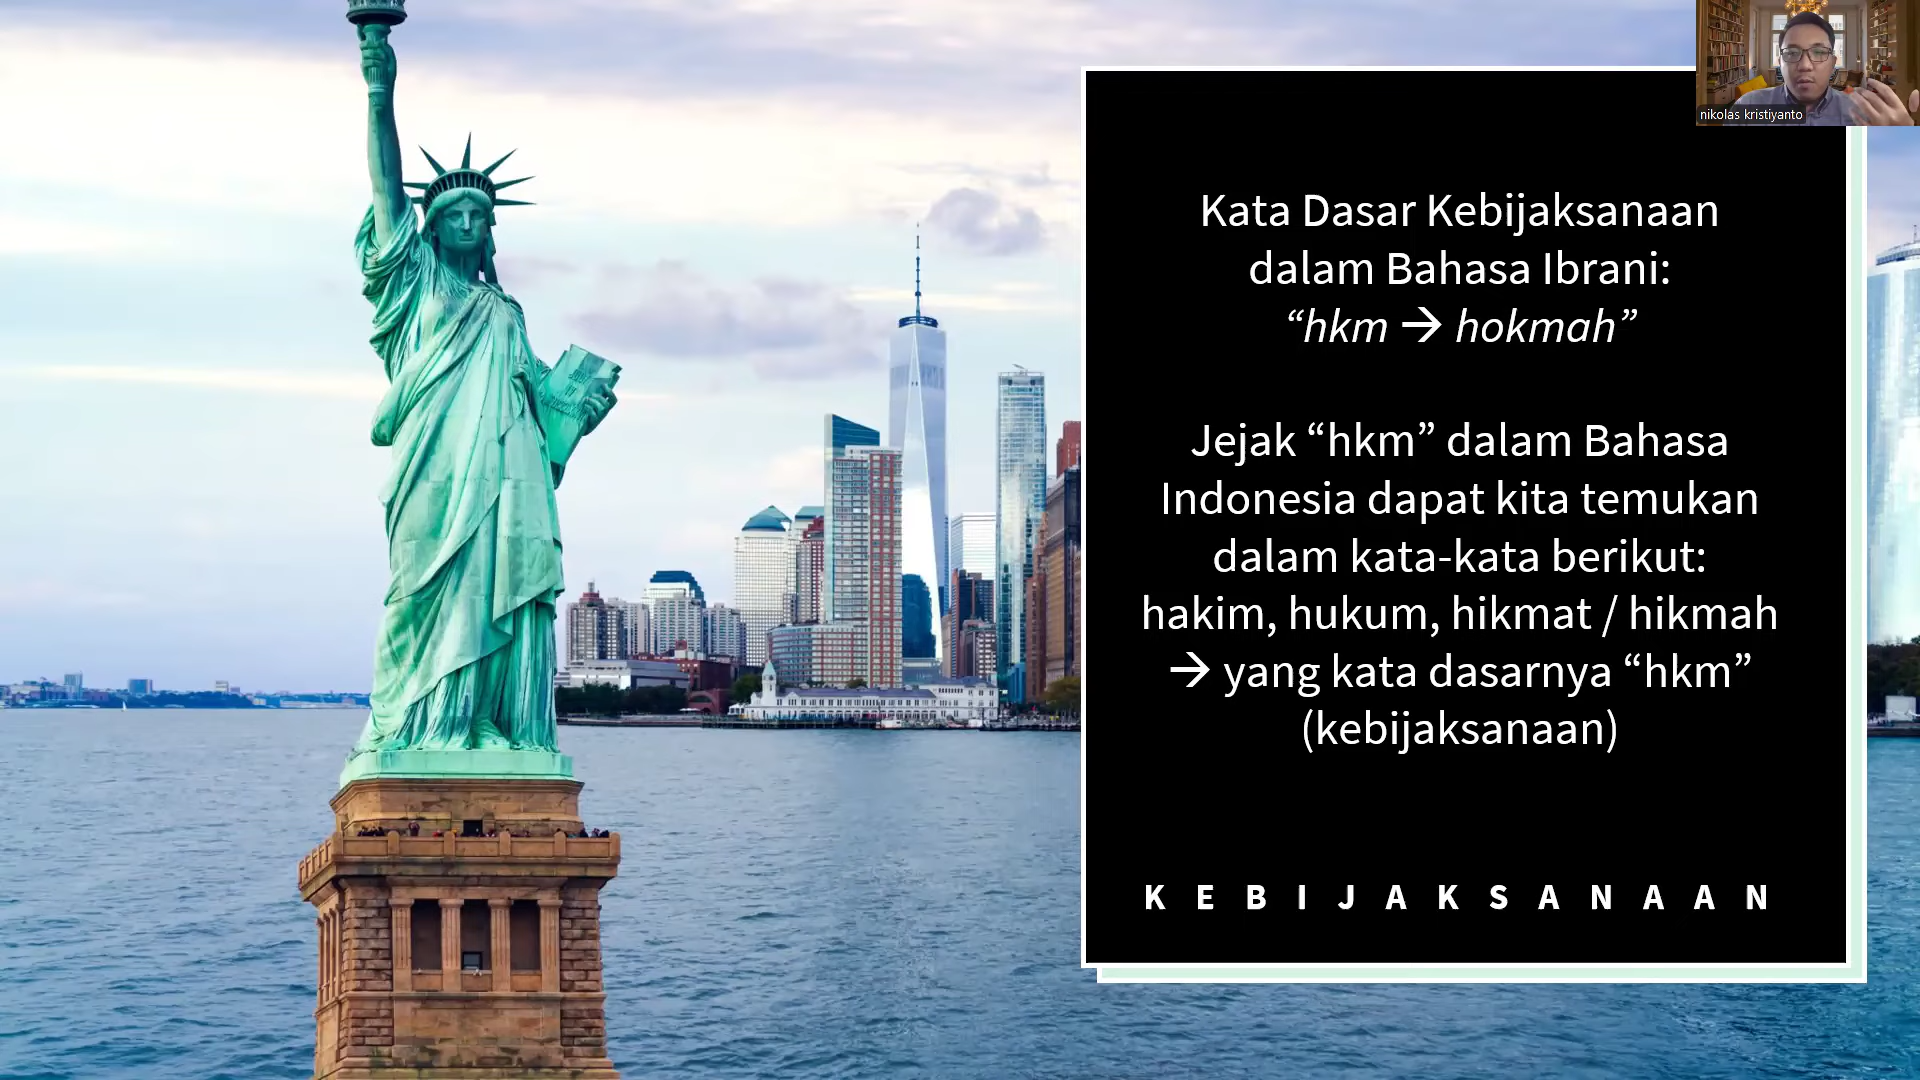 nikolas kristiyanto
Kata Dasar Kebijaksanaan
dalam Bahasa Ibrani:
“hkm → hokmah”
Jejak “hkm” dalam Bahasa
Indonesia dapat kita temukan
dalam kata-kata berikut:
hakim, hukum, hikmat / hikmah
→ yang kata dasarnya “hkm”
(kebijaksanaan)
KEBIJAKSANAAN